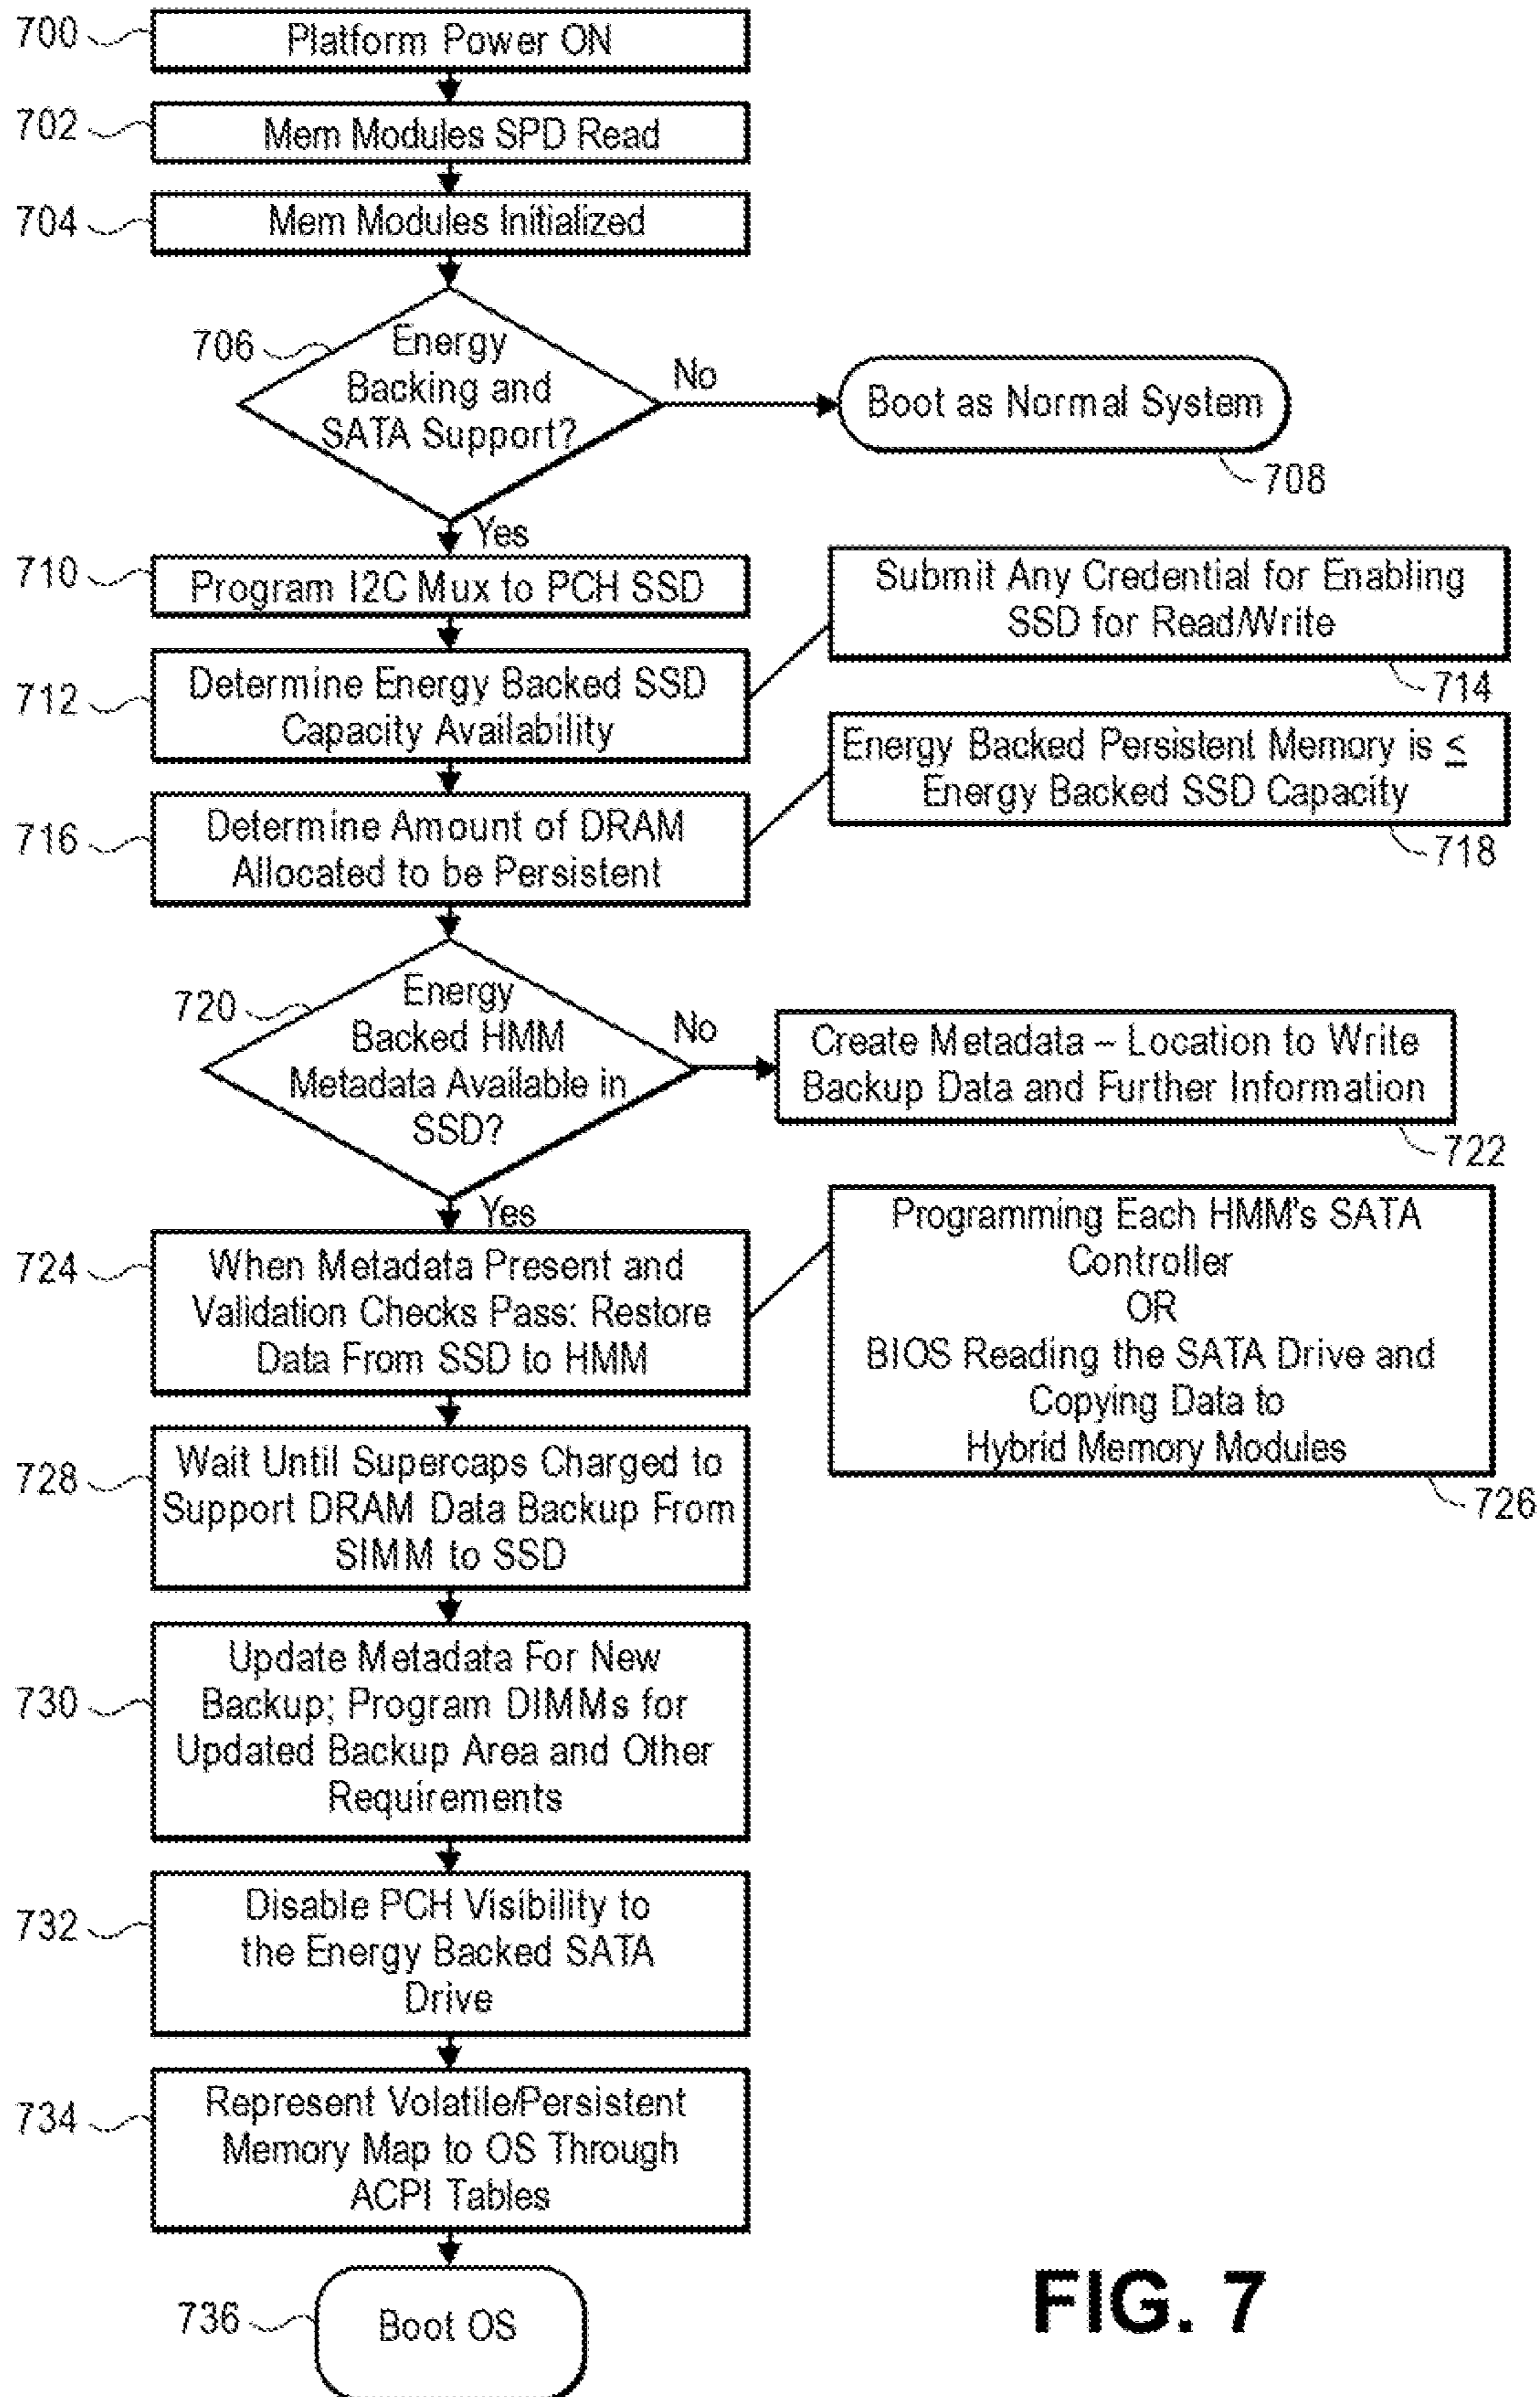 700
Platform Power ON
702
Mem Modules SPD Read
704
Mem Modules Initialized
706
Energy
Backing and
SATA Support?
No
Boot as Normal System
708
Yes
710
Program I2C Mux to PCH SSD
712
Determine Energy Backed SSD
Capacity Availability
Submit Any Credential for Enabling
SSD for Read/Write
714
716
Determine Amount of DRAM
Allocated to be Persistent
Energy Backed Persistent Memory is ≤
Energy Backed SSD Capacity
718
720
Energy
Backed HMM
Metadata Available in
SSD?
No
Create Metadata – Location to Write
Backup Data and Further Information
722
Yes
724
When Metadata Present and
Validation Checks Pass: Restore
Data From SSD to HMM
Programming Each HMM's SATA
Controller
OR
BIOS Reading the SATA Drive and
Copying Data to
Hybrid Memory Modules
726
728
Wait Until Supercaps Charged to
Support DRAM Data Backup From
SIMM to SSD
730
Update Metadata For New
Backup; Program DIMMs for
Updated Backup Area and Other
Requirements
732
Disable PCH Visibility to
the Energy Backed SATA
Drive
734
Represent Volatile/Persistent
Memory Map to OS Through
ACPI Tables
736
Boot OS
FIG. 7